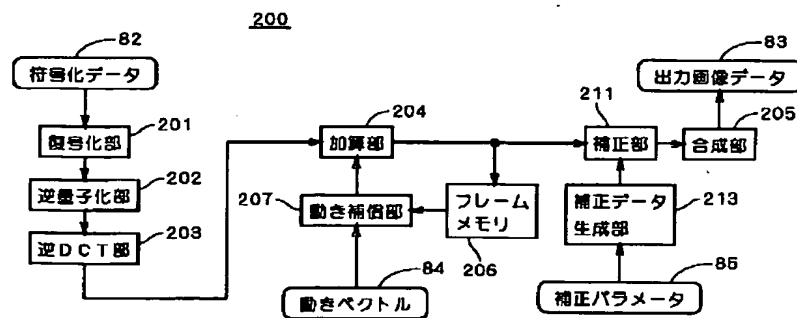 200
82
符号化データ
201
復号化部
202
逆量子化部
203
逆DCT部
204
加算部
207
動き補償部
フレーム
メモリ
206
84
動きベクトル
211
補正部
補正データ
生成部
213
85
補正パラメータ
83
出力画像データ
205
合成部